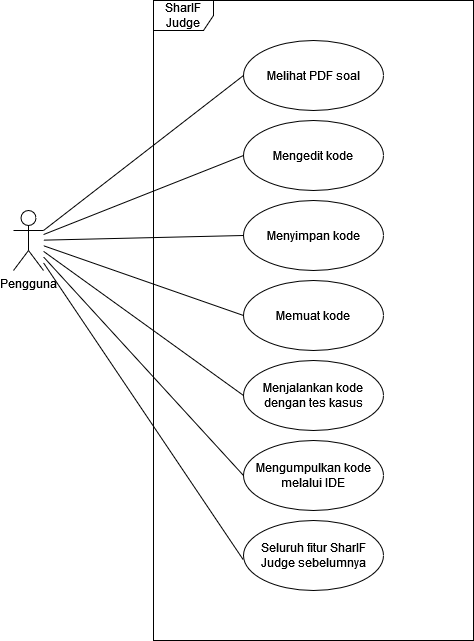 SharIF
Judge
Melihat PDF soal
Mengedit kode
Menyimpan kode
Pengguna
Memuat kode
Menjalankan kode
dengan tes kasus
Mengumpulkan kode
melalui IDE
Seluruh fitur SharIF
Judge sebelumnya